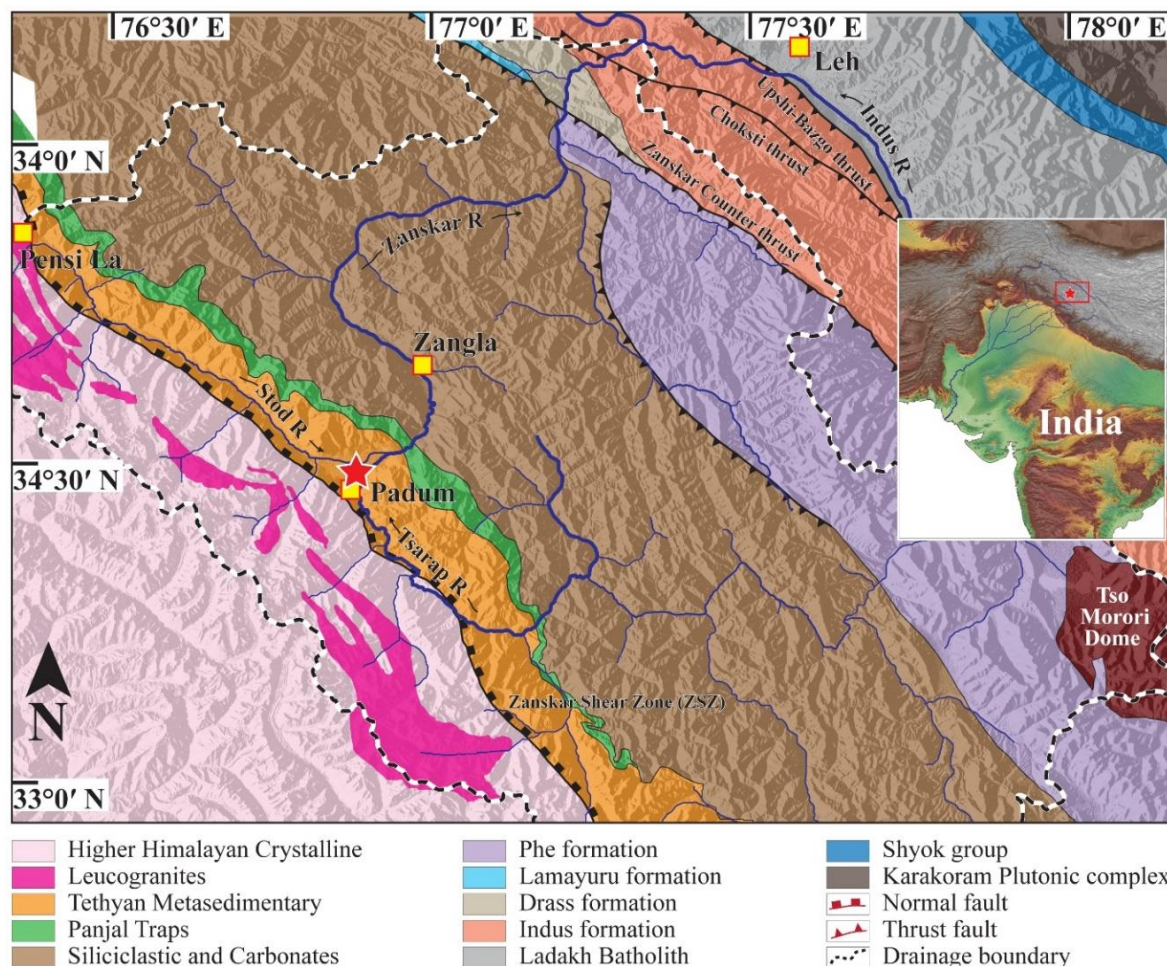 76°30′ E
77°0′ E
77°30′ E
78°0′ E
Leh
Indus R
Upshi-Bazgo thrust
Choksti thrust
Zanskar Counter thrust
34°0′ N
Zanskar R
Pensi La
Zangla
Stod R
India
34°30′ N
Padum
Tsarap R
Tso
Morori
Dome
Zanskar Shear Zone (ZSZ)
N
33°0′ N
Higher Himalayan Crystalline
Leucogranites
Tethyan Metasedimentary
Panjal Traps
Siliciclastic and Carbonates
Phe formation
Lamayuru formation
Drass formation
Indus formation
Ladakh Batholith
Shyok group
Karakoram Plutonic complex
Normal fault
Thrust fault
Drainage boundary